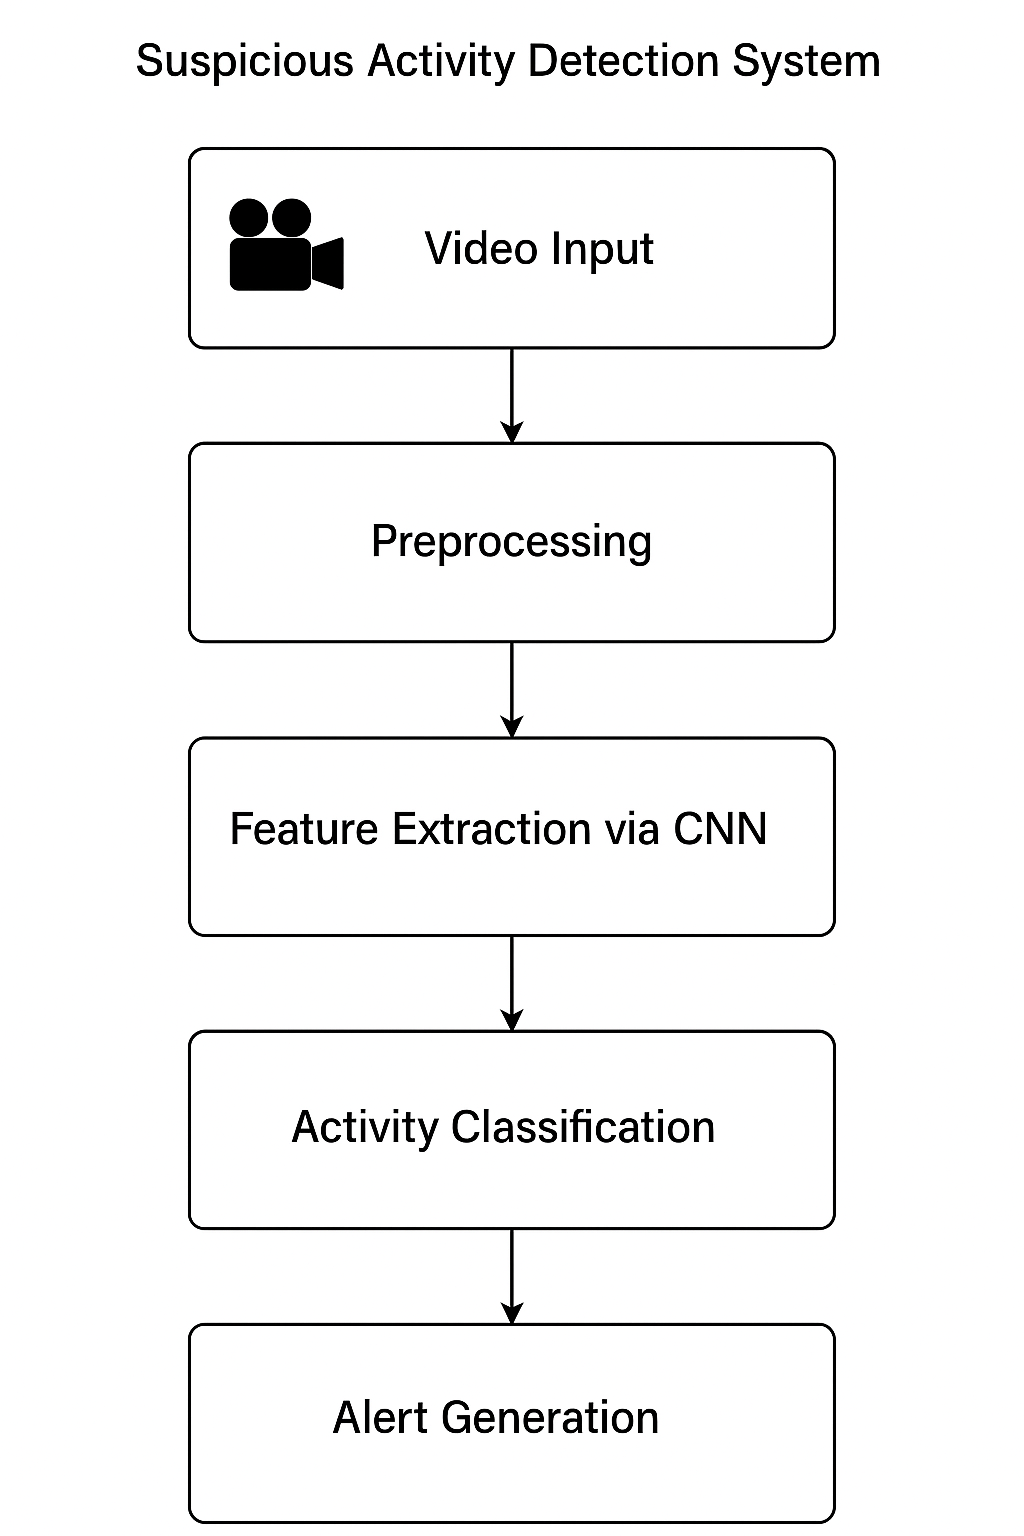 Suspicious Activity Detection System
Video Input
Preprocessing
Feature Extraction via CNN
Activity Classification
Alert Generation